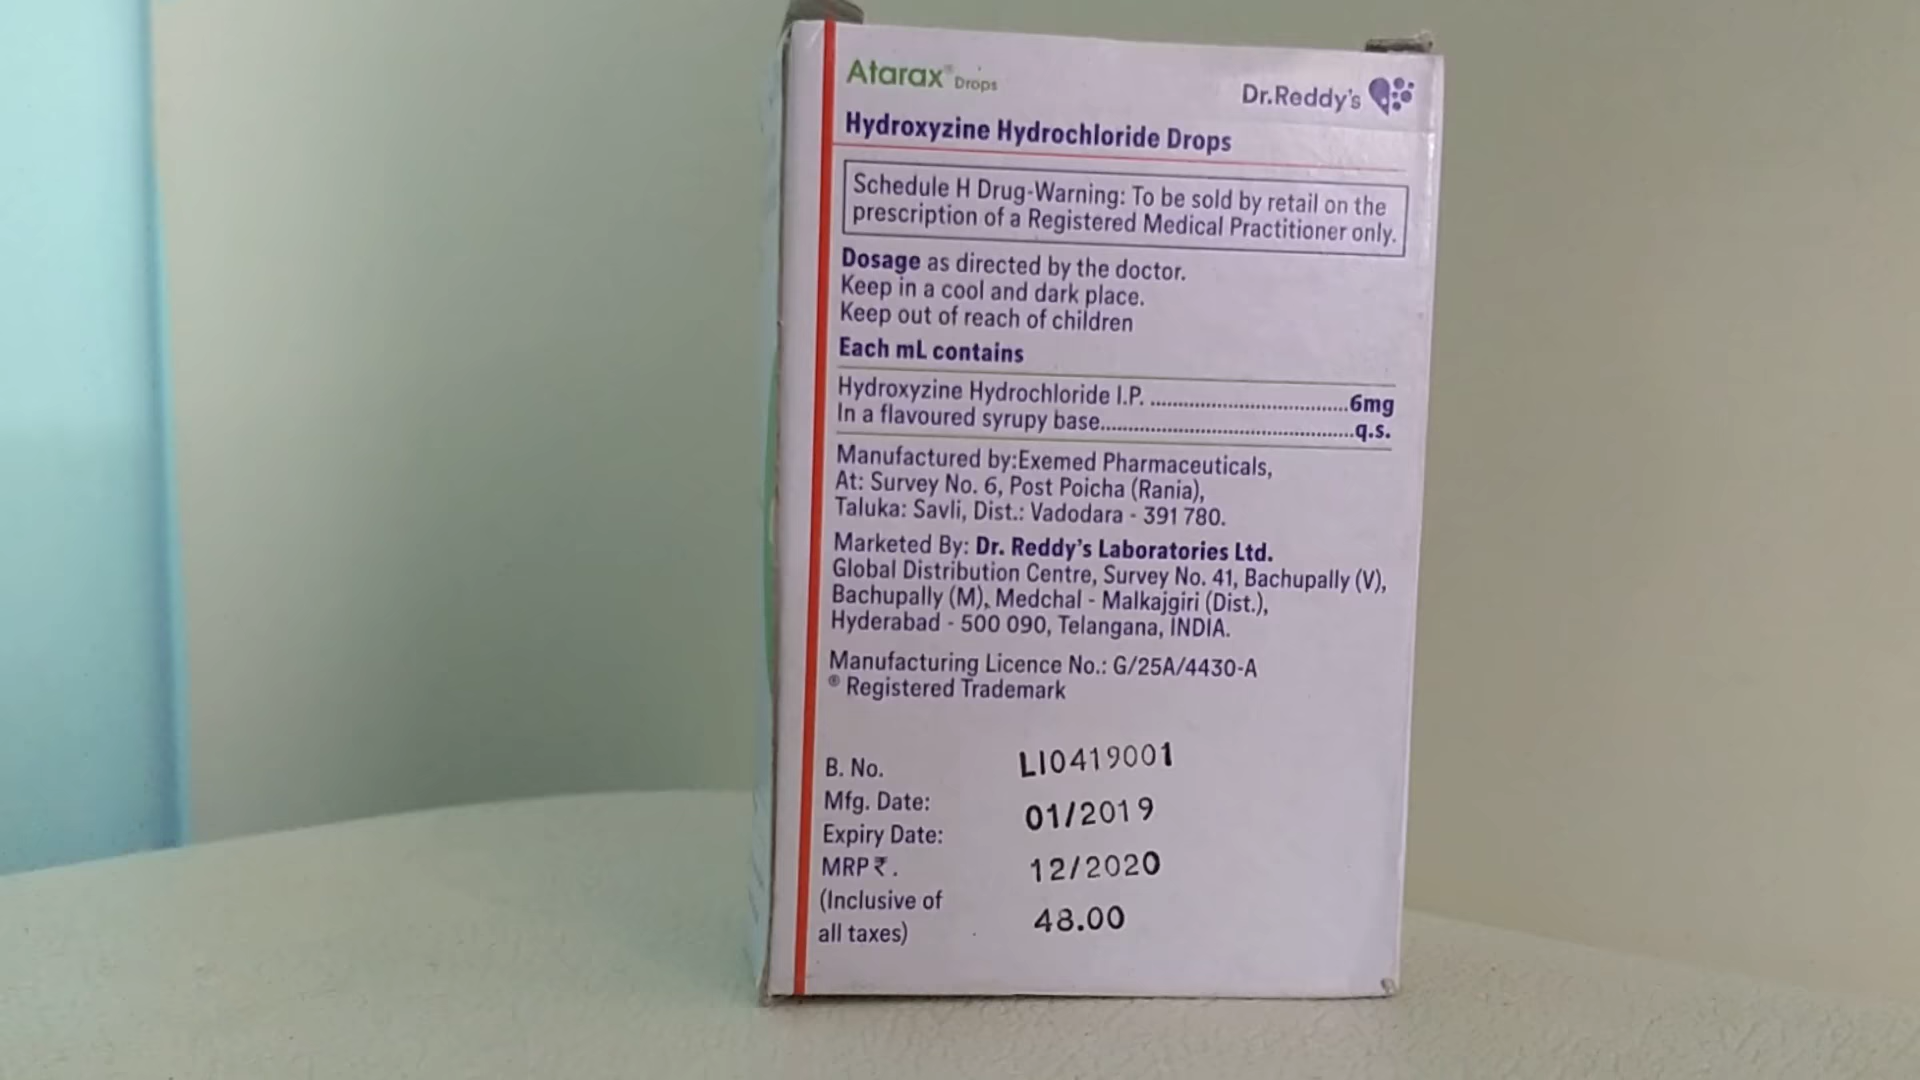 Atarax® Drops
Dr.Reddy's
Hydroxyzine Hydrochloride Drops
Schedule H Drug-Warning: To be sold by retail on the
prescription of a Registered Medical Practitioner only.
Dosage as directed by the doctor.
Keep in a cool and dark place.
Keep out of reach of children
Each mL contains
Hydroxyzine Hydrochloride I.P. ..................................6mg
In a flavoured syrupy base............................................q.s.
Manufactured by:Exemed Pharmaceuticals,
At: Survey No. 6, Post Poicha (Rania),
Taluka: Savli, Dist.: Vadodara - 391 780.
Marketed By: Dr. Reddy's Laboratories Ltd.
Global Distribution Centre, Survey No. 41, Bachupally (V),
Bachupally (M), Medchal - Malkajgiri (Dist.),
Hyderabad - 500 090, Telangana, INDIA.
Manufacturing Licence No.: G/25A/4430-A
® Registered Trademark
B. No. LI0419001
Mfg. Date: 01/2019
Expiry Date: 12/2020
MRP ₹. 48.00
(Inclusive of
all taxes)